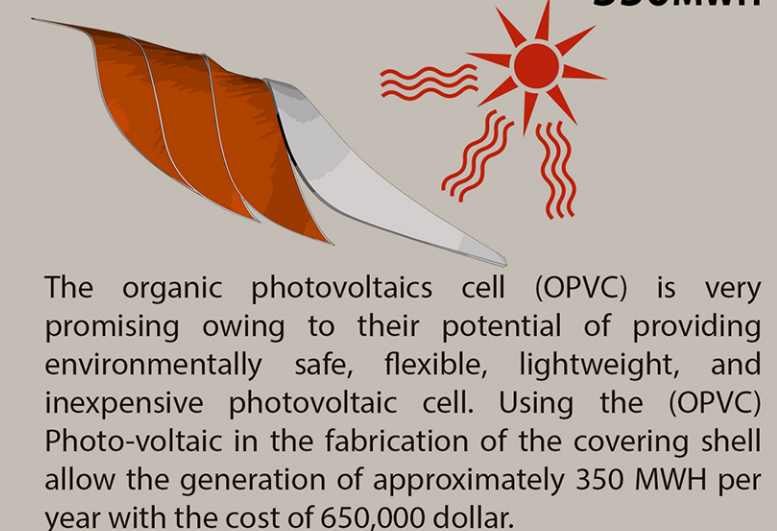 350MWH
The organic photovoltaics cell (OPVC) is very
promising owing to their potential of providing
environmentally safe, flexible, lightweight, and
inexpensive photovoltaic cell. Using the (OPVC)
Photo-voltaic in the fabrication of the covering shell
allow the generation of approximately 350 MWH per
year with the cost of 650,000 dollar.